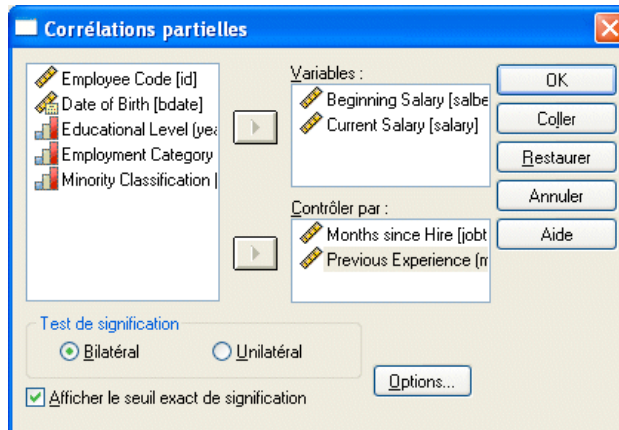 Corrélations partielles
Employee Code [id]
Date of Birth [bdate]
Educational Level (yea
Employment Category
Minority Classification [
Variables :
Beginning Salary [salbe
Current Salary [salary]
Contrôler par :
Months since Hire [jobt
Previous Experience (m
OK
Coller
Restaurer
Annuler
Aide
Test de signification
Bilatéral
Unilatéral
Options...
Afficher le seuil exact de signification